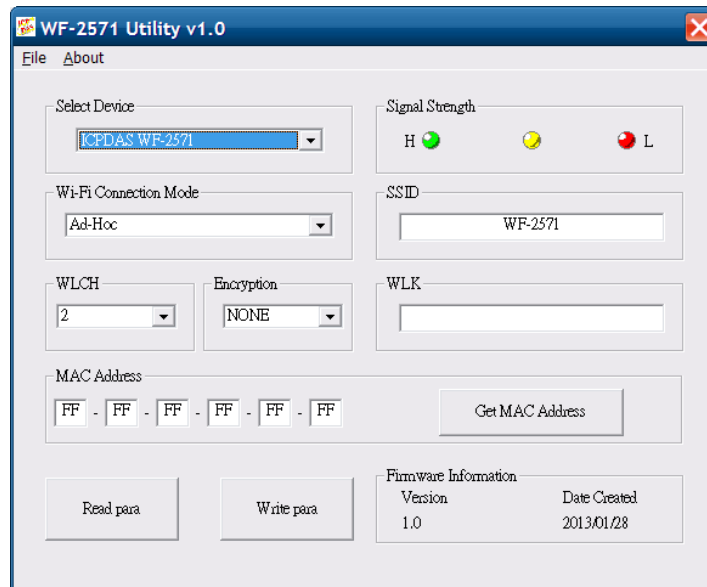 WF-2571 Utility v1.0
File About
Select Device
ICPDAS WF-2571
Signal Strength
H L
Wi-Fi Connection Mode
Ad-Hoc
SSID
WF-2571
WLCH
2
Encryption
NONE
WLK
MAC Address
FF - FF - FF - FF - FF - FF
Get MAC Address
Read para
Write para
Firmware Information
Version Date Created
1.0 2013/01/28